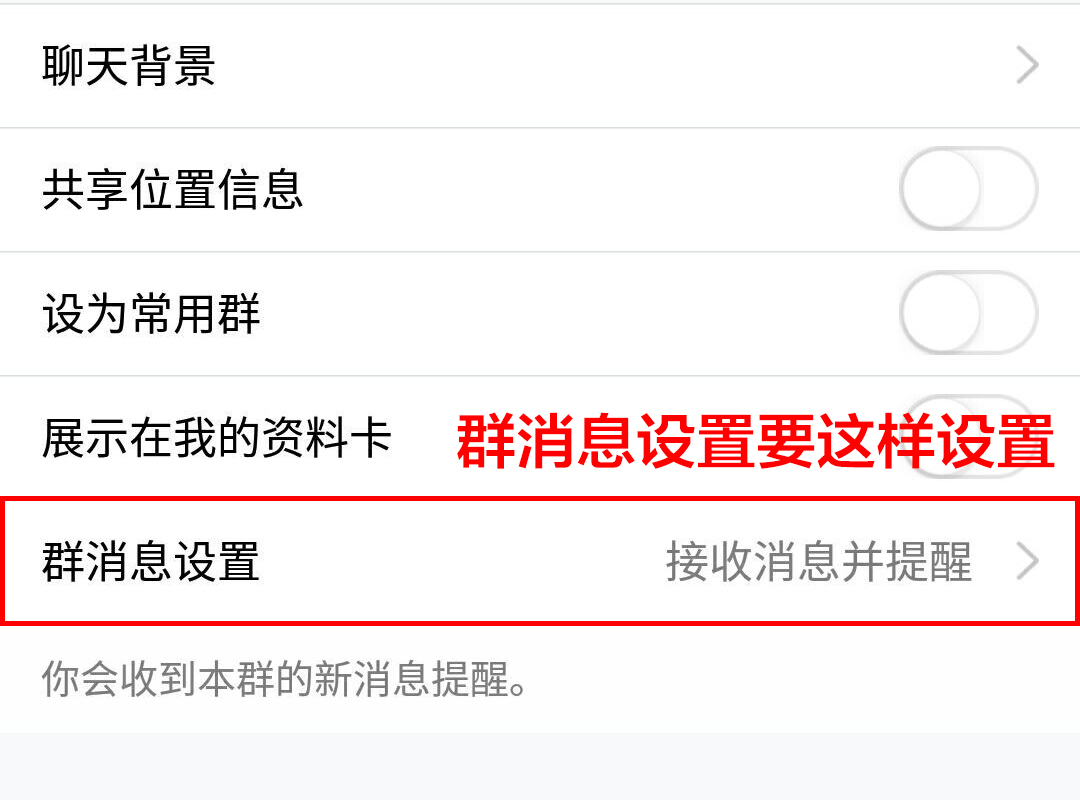 聊天背景
共享位置信息
设为常用群
展示在我的资料卡
群消息设置要这样设置
群消息设置 接收消息并提醒
你会收到本群的新消息提醒。